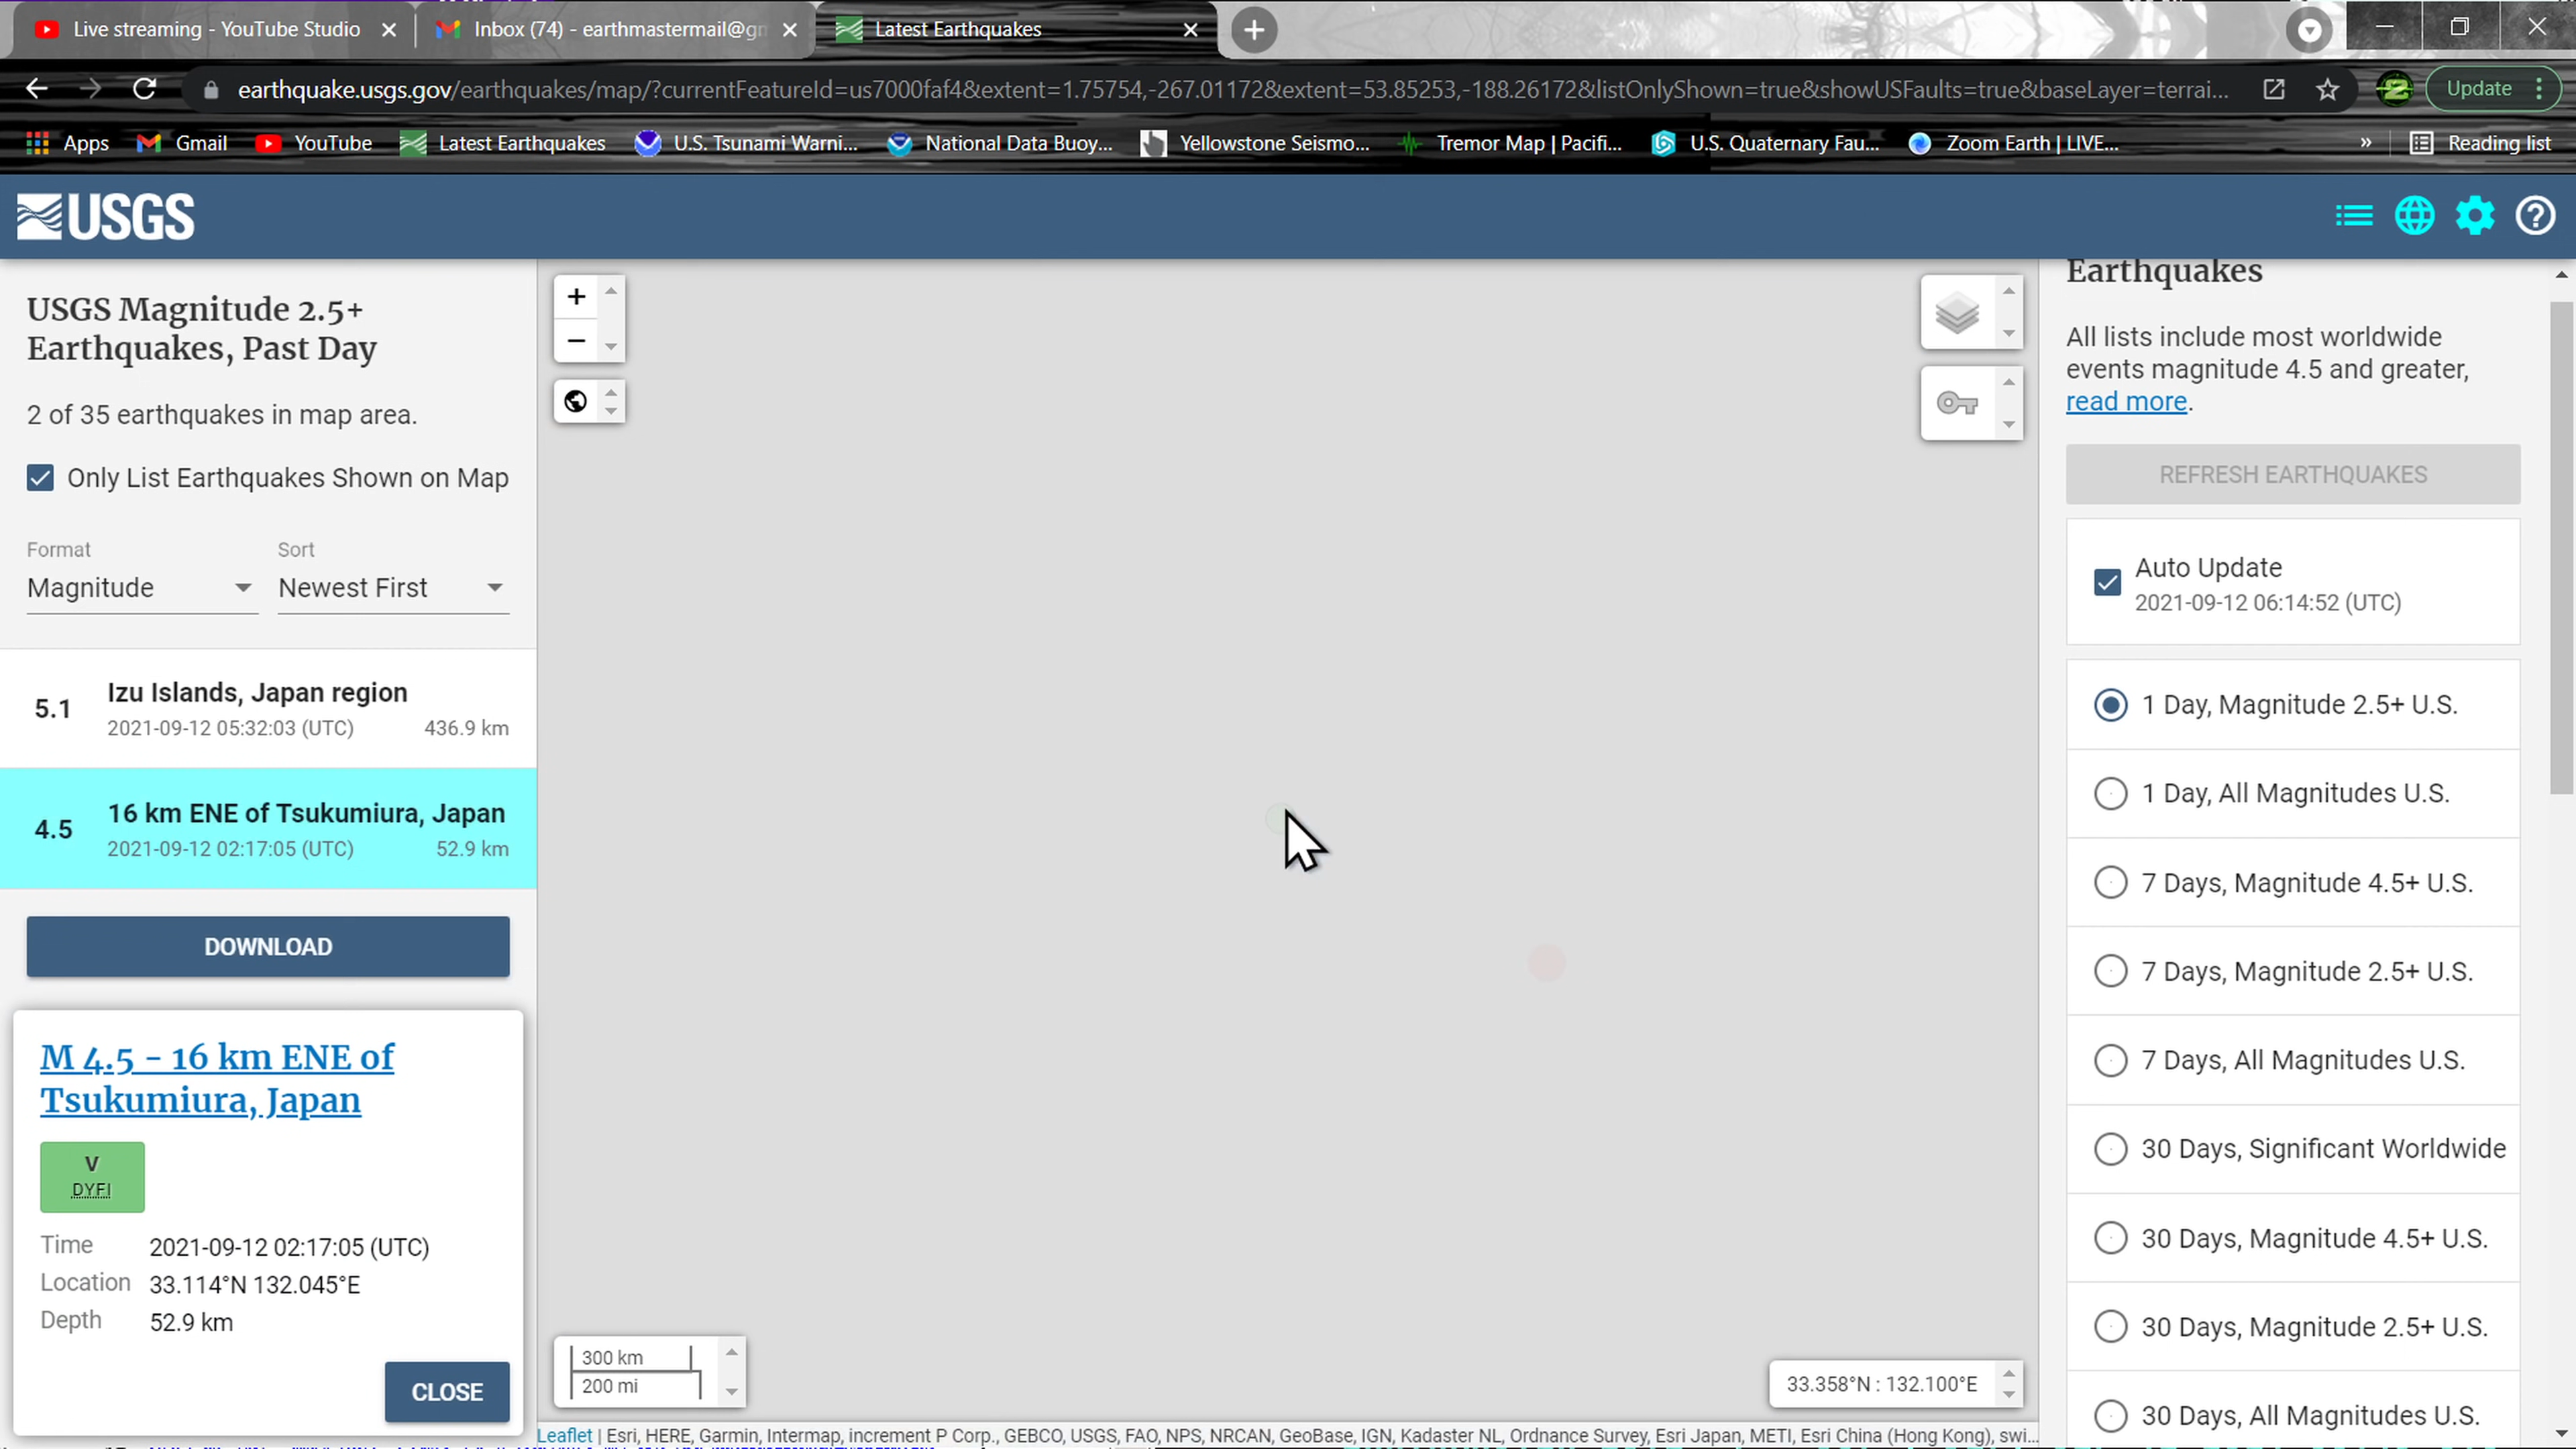 Live streaming - YouTube Studio
Inbox (74) - earthmastermail@gm
Latest Earthquakes
earthquake.usgs.gov/earthquakes/map/?currentFeatureId=us7000faf4&extent=1.75754,-267.01172&extent=53.85253,-188.26172&listOnlyShown=true&showUSFaults=true&baseLayer=terrai...
Update
Apps
Gmail
YouTube
Latest Earthquakes
U.S. Tsunami Warni...
National Data Buoy...
Yellowstone Seismo...
Tremor Map | Pacifi...
U.S. Quaternary Fau...
Zoom Earth | LIVE...
»
Reading list
USGS
USGS Magnitude 2.5+
Earthquakes, Past Day
2 of 35 earthquakes in map area.
Only List Earthquakes Shown on Map
Format
Sort
Magnitude
Newest First
5.1
Izu Islands, Japan region
2021-09-12 05:32:03 (UTC)
436.9 km
4.5
16 km ENE of Tsukumiura, Japan
2021-09-12 02:17:05 (UTC)
52.9 km
DOWNLOAD
M 4.5 - 16 km ENE of
Tsukumiura, Japan
V
DYFI
Time 2021-09-12 02:17:05 (UTC)
Location 33.114°N 132.045°E
Depth 52.9 km
CLOSE
+
−
300 km
200 mi
33.358°N : 132.100°E
Leaflet | Esri, HERE, Garmin, Intermap, increment P Corp., GEBCO, USGS, FAO, NPS, NRCAN, GeoBase, IGN, Kadaster NL, Ordnance Survey, Esri Japan, METI, Esri China (Hong Kong), swi...
Earthquakes
All lists include most worldwide
events magnitude 4.5 and greater,
read more.
REFRESH EARTHQUAKES
Auto Update
2021-09-12 06:14:52 (UTC)
1 Day, Magnitude 2.5+ U.S.
1 Day, All Magnitudes U.S.
7 Days, Magnitude 4.5+ U.S.
7 Days, Magnitude 2.5+ U.S.
7 Days, All Magnitudes U.S.
30 Days, Significant Worldwide
30 Days, Magnitude 4.5+ U.S.
30 Days, Magnitude 2.5+ U.S.
30 Days, All Magnitudes U.S.